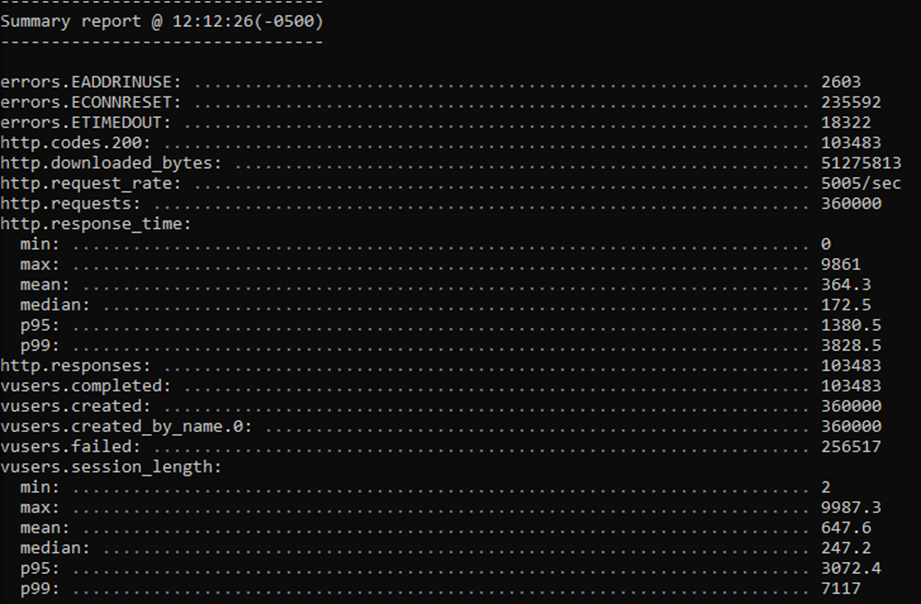 --------------------------------
Summary report @ 12:12:26(-0500)
--------------------------------
errors.EADDRINUSE: ............................................................. 2603
errors.ECONNRESET: ............................................................. 235592
errors.ETIMEDOUT: .............................................................. 18322
http.codes.200: ................................................................ 103483
http.downloaded_bytes: ......................................................... 51275813
http.request_rate: ............................................................. 5005/sec
http.requests: ................................................................. 360000
http.response_time:
  min: ......................................................................... 0
  max: ......................................................................... 9861
  mean: ........................................................................ 364.3
  median: ...................................................................... 172.5
  p95: ......................................................................... 1380.5
  p99: ......................................................................... 3828.5
http.responses: ................................................................ 103483
vusers.completed: .............................................................. 103483
vusers.created: ................................................................ 360000
vusers.created_by_name.0: ...................................................... 360000
vusers.failed: ................................................................. 256517
vusers.session_length:
  min: ......................................................................... 2
  max: ......................................................................... 9987.3
  mean: ........................................................................ 647.6
  median: ...................................................................... 247.2
  p95: ......................................................................... 3072.4
  p99: ......................................................................... 7117